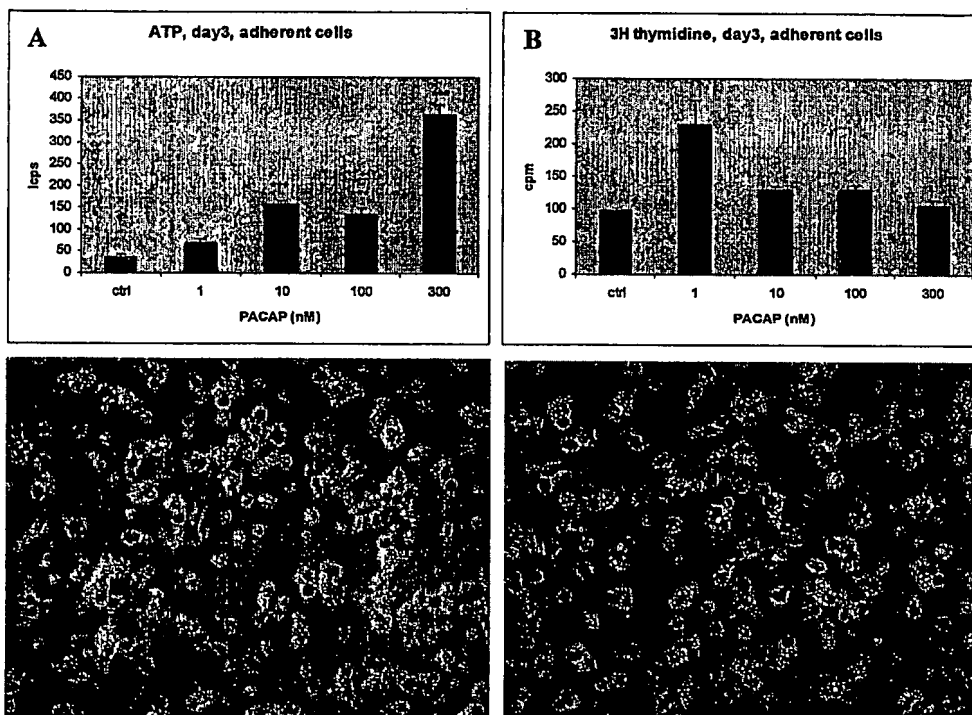 A
ATP, day3, adherent cells
450
400
350
300
250
200
150
100
50
0
lcps
ctrl 1 10 100 300
PACAP (nM)
B
3H thymidine, day3, adherent cells
300
250
200
150
100
50
0
cpm
ctrl 1 10 100 300
PACAP (nM)